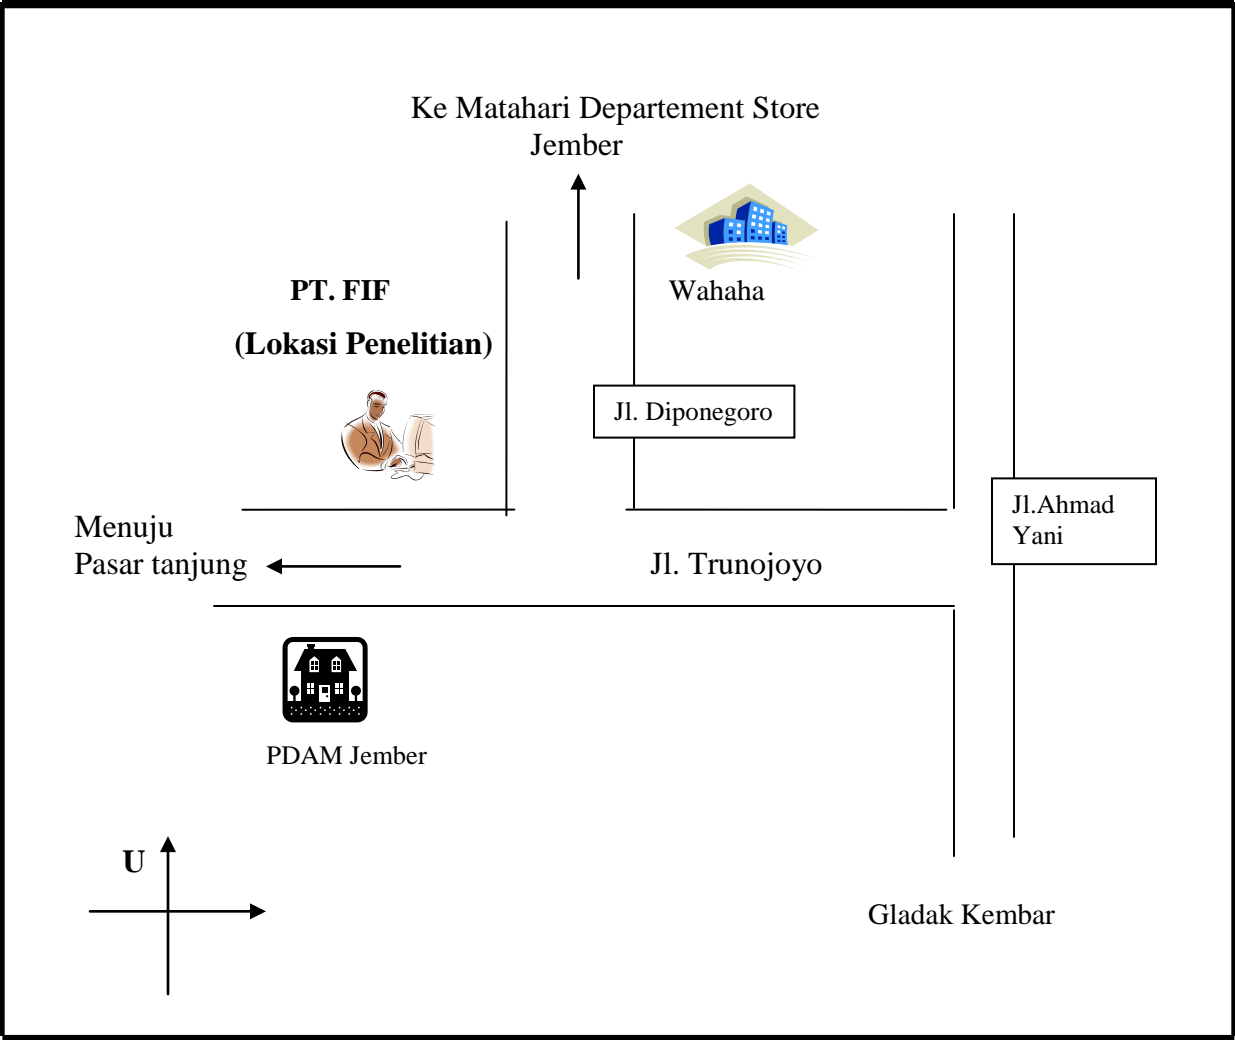 Ke Matahari Departement Store
Jember
PT. FIF
(Lokasi Penelitian)
Wahaha
Jl. Diponegoro
Jl.Ahmad
Yani
Menuju
Pasar tanjung
Jl. Trunojoyo
PDAM Jember
U
Gladak Kembar